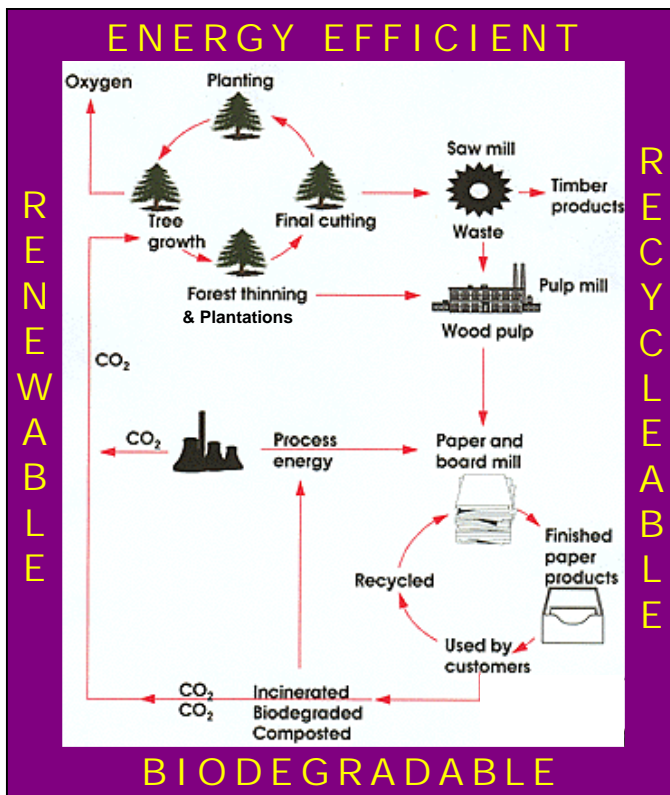 ENERGY EFFICIENT
RENEWABLE
RECYCLEABLE
Oxygen
Planting
Saw mill
Timber
products
Tree
growth
Final cutting
Waste
Forest thinning
& Plantations
Pulp mill
Wood pulp
CO₂
CO₂
Process
energy
Paper and
board mill
Finished
paper
products
Recycled
Used by
customers
CO₂
CO₂
Incinerated
Biodegraded
Composted
BIODEGRADABLE